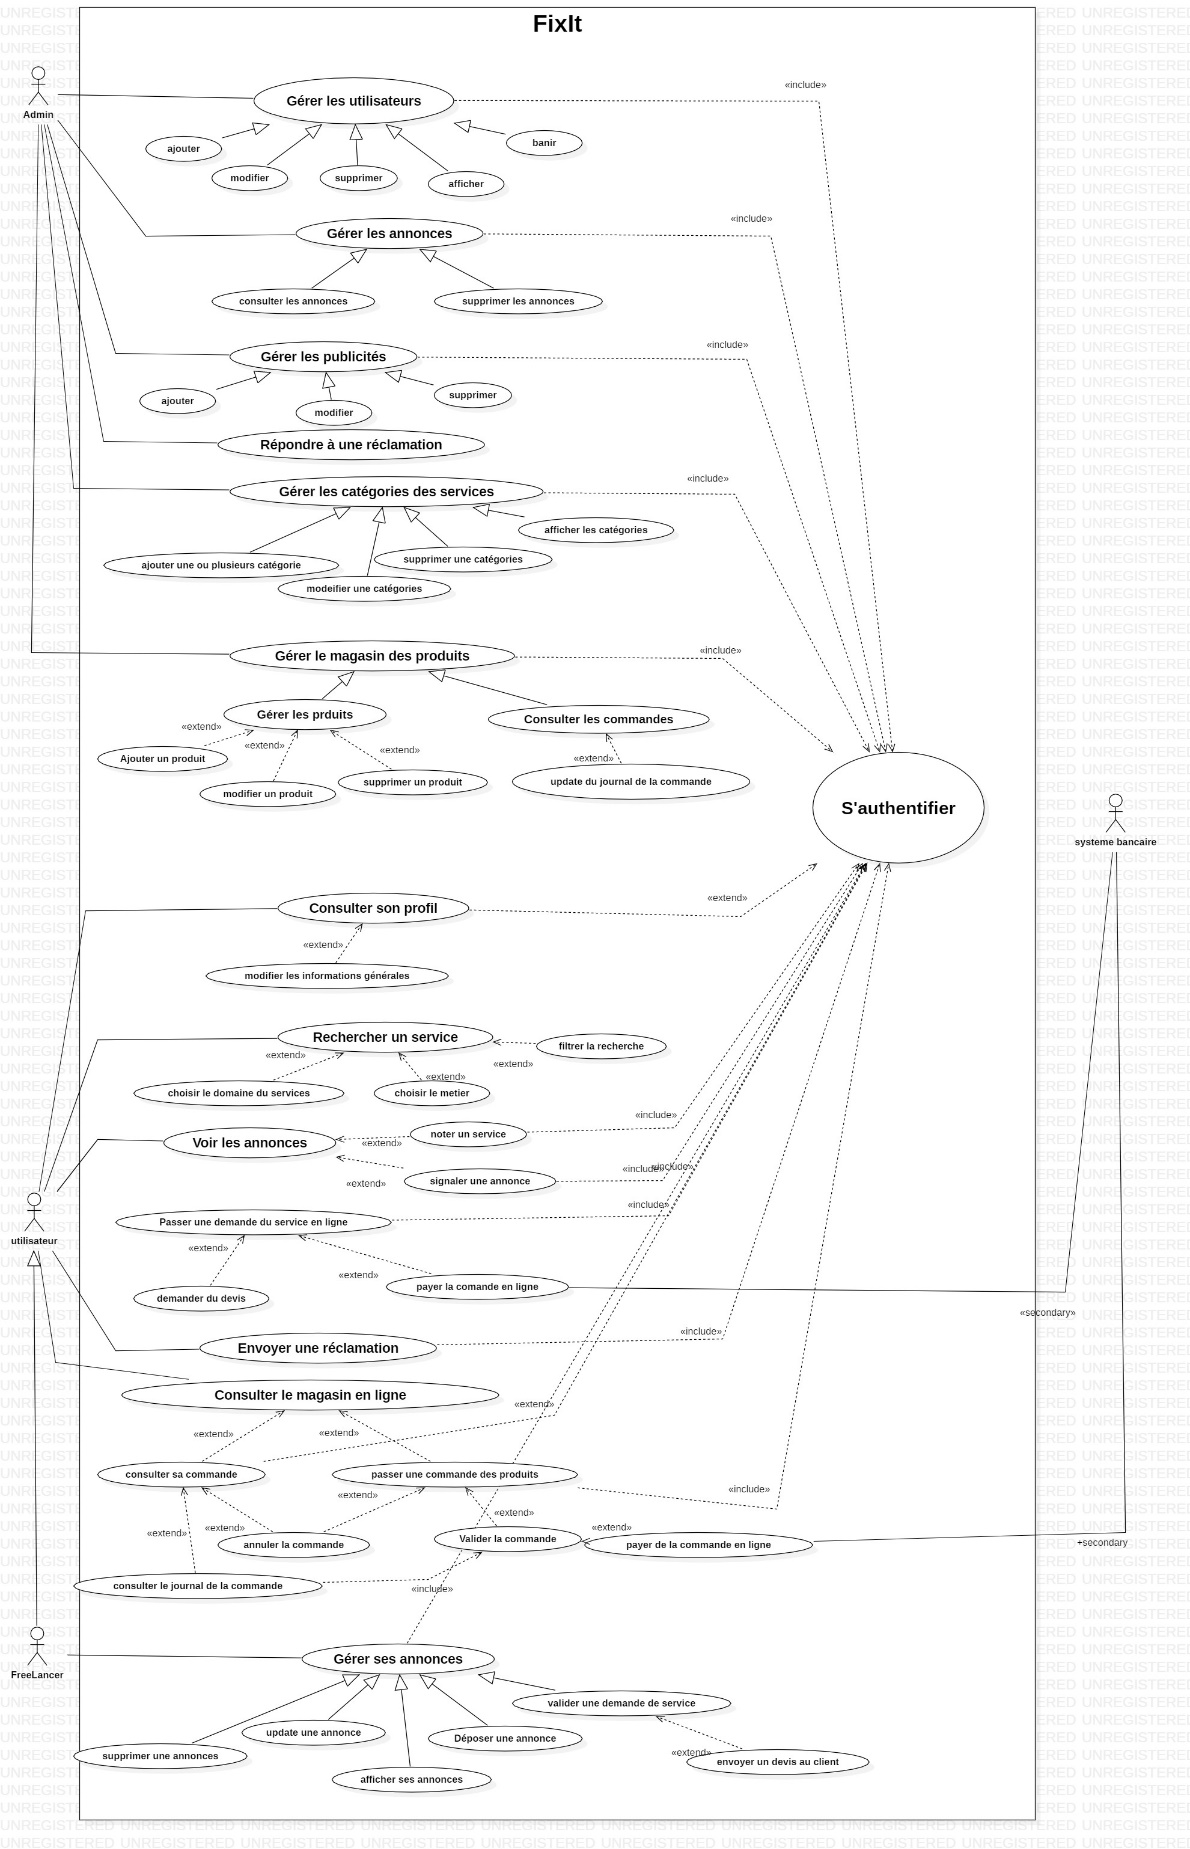 FixIt
Admin
Gérer les utilisateurs
«include»
ajouter
banir
modifier
supprimer
afficher
«include»
Gérer les annonces
consulter les annonces
supprimer les annonces
«include»
Gérer les publicités
ajouter
supprimer
modifier
Répondre à une réclamation
«include»
Gérer les catégories des services
afficher les catégories
ajouter une ou plusieurs catégorie
supprimer une catégories
modeifier une catégories
«include»
Gérer le magasin des produits
Gérer les prduits
Consulter les commandes
«extend»
«extend»
«extend»
«extend»
Ajouter un produit
modifier un produit
supprimer un produit
update du journal de la commande
S'authentifier
systeme bancaire
Consulter son profil
«extend»
«extend»
modifier les informations générales
Rechercher un service
filtrer la recherche
«extend»
«extend»
«extend»
choisir le domaine du services
choisir le metier
«include»
Voir les annonces
noter un service
«extend»
«include»
«include»
signaler une annonce
«extend»
«include»
Passer une demande du service en ligne
utilisateur
«extend»
«extend»
payer la comande en ligne
demander du devis
«secondary»
«include»
Envoyer une réclamation
Consulter le magasin en ligne
«extend»
«extend»
«extend»
consulter sa commande
passer une commande des produits
«include»
«extend»
«extend»
«extend»
«extend»
«extend»
annuler la commande
Valider la commande
payer de la commande en ligne
+secondary
consulter le journal de la commande
«include»
FreeLancer
Gérer ses annonces
valider une demande de service
update une annonce
Déposer une annonce
supprimer une annonces
«extend»
envoyer un devis au client
afficher ses annonces
UNREGISTERED UNREGISTERED UNREGISTERED UNREGISTERED UNREGISTERED UNREGISTERED UNREGISTERED UNREGISTERED UNREGISTERED UNREGISTERED